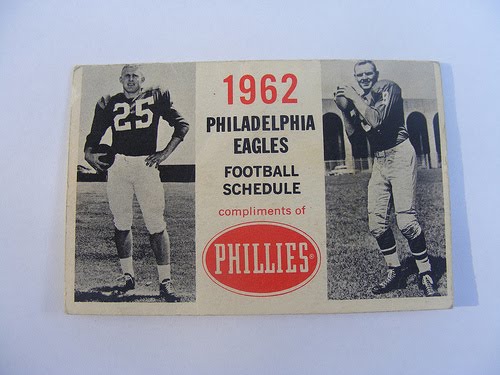 1962
PHILADELPHIA
EAGLES
FOOTBALL
SCHEDULE
compliments of
PHILLIES®
25